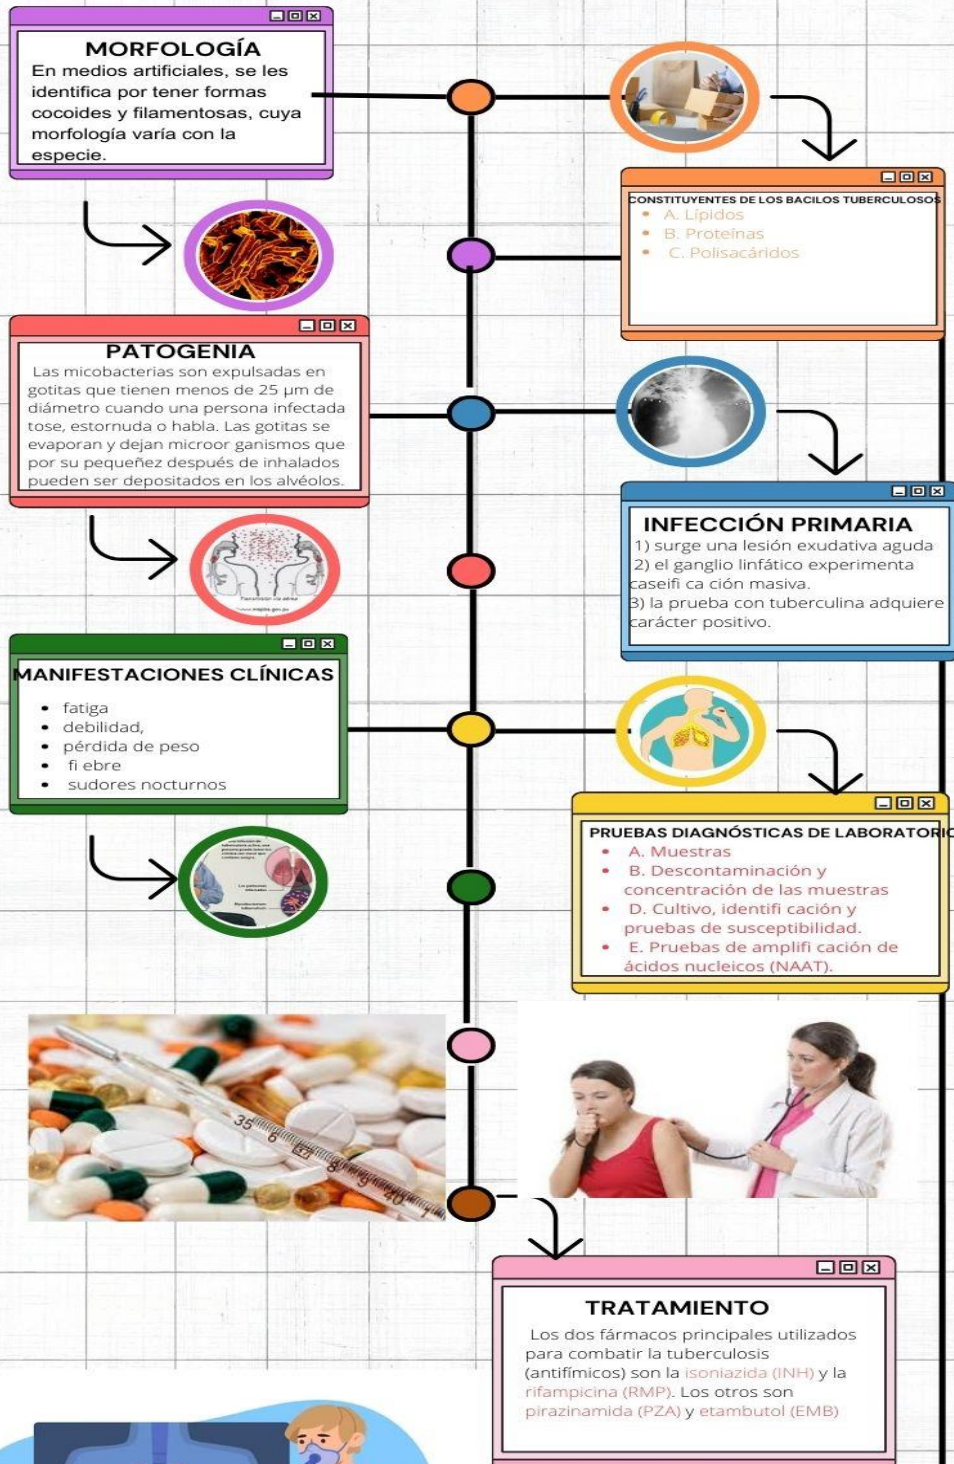 MORFOLOGÍA
En medios artificiales, se les
identifica por tener formas
cocoides y filamentosas, cuya
morfología varía con la
especie.
CONSTITUYENTES DE LOS BACILOS TUBERCULOSOS
A. Lípidos
B. Proteínas
C. Polisacáridos
PATOGENIA
Las micobacterias son expulsadas en
gotitas que tienen menos de 25 μm de
diámetro cuando una persona infectada
tose, estornuda o habla. Las gotitas se
evaporan y dejan microor ganismos que
por su pequeñez después de inhalados
pueden ser depositados en los alvéolos.
INFECCIÓN PRIMARIA
1) surge una lesión exudativa aguda
2) el ganglio linfático experimenta
caseifi ca ción masiva.
3) la prueba con tuberculina adquiere
carácter positivo.
MANIFESTACIONES CLÍNICAS
fatiga
debilidad,
pérdida de peso
fi ebre
sudores nocturnos
PRUEBAS DIAGNÓSTICAS DE LABORATORIO
A. Muestras
B. Descontaminación y
concentración de las muestras
D. Cultivo, identifi cación y
pruebas de susceptibilidad.
E. Pruebas de amplifi cación de
ácidos nucleicos (NAAT).
35 6 37 8 9 40
TRATAMIENTO
Los dos fármacos principales utilizados
para combatir la tuberculosis
(antifímicos) son la isoniazida (INH) y la
rifampicina (RMP). Los otros son
pirazinamida (PZA) y etambutol (EMB)